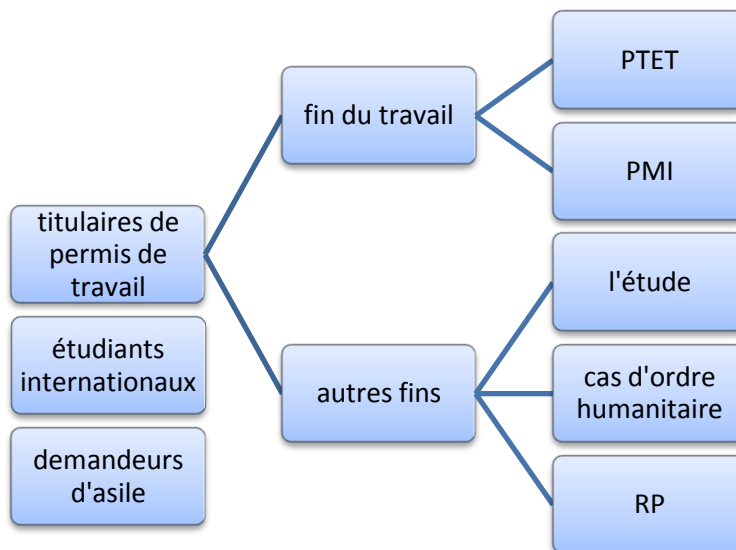 titulaires de
permis de
travail
étudiants
internationaux
demandeurs
d'asile
fin du travail
autres fins
PTET
PMI
l'étude
cas d'ordre
humanitaire
RP